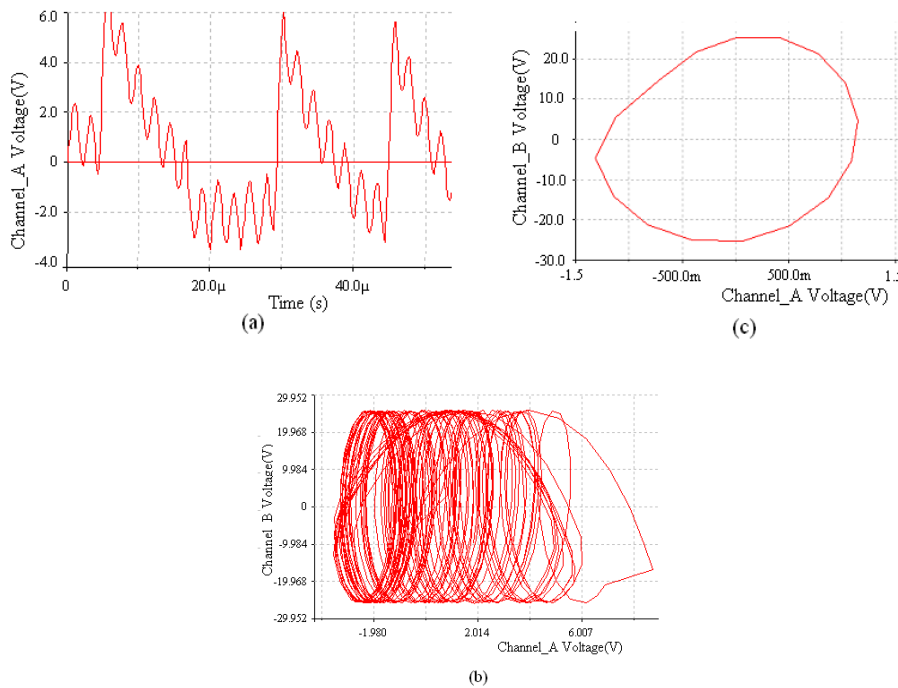 6.0
4.0
2.0
0
-2.0
-4.0
Channel_A Voltage(V)
0
20.0µ
40.0µ
Time (s)
(a)
20.0
10.0
0
-10.0
-20.0
-30.0
Channel_B Voltage(V)
-1.5
-500.0m
500.0m
Channel_A Voltage(V)
(c)
29.952
19.968
9.984
0
-9.984
-19.968
-29.952
Channel B Voltage(V)
-1.980
2.014
6.007
Channel_A Voltage(V)
(b)